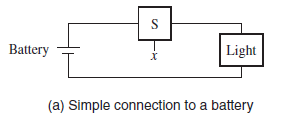 S
Battery
x
Light
(a) Simple connection to a battery